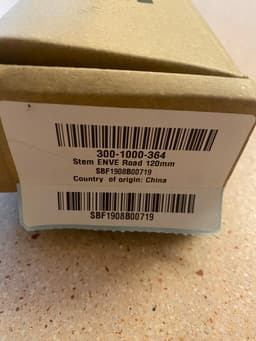 300-1000-364
Stem ENVE Road 120mm
SBF1908B00719
Country of origin: China
SBF1908B00719